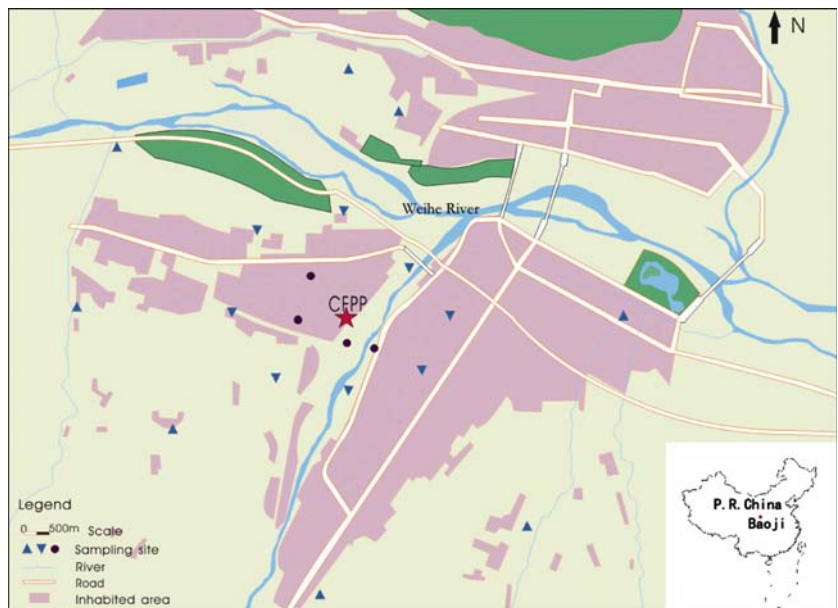 N
Weihe River
CFPP
Legend
0 500m Scale
Sampling site
River
Road
Inhabited area
P.R.China
Baoji